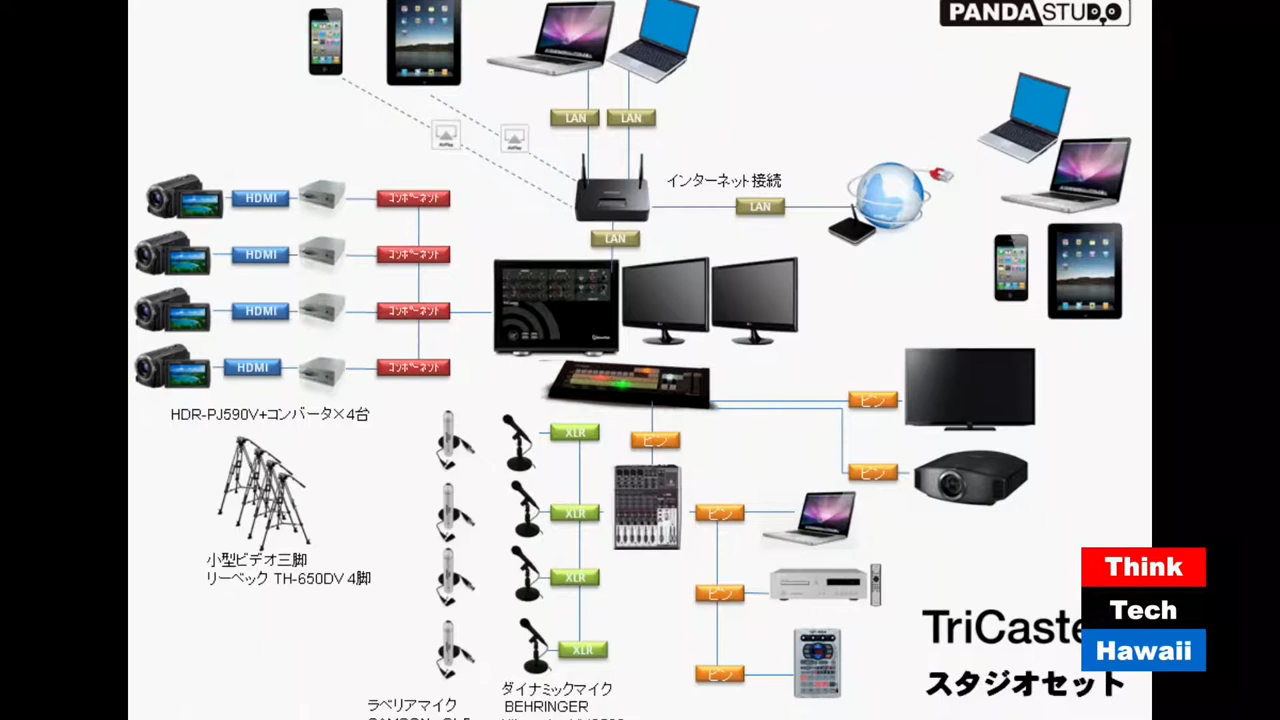 PANDASTUDIO
LAN
LAN
AirPlay
AirPlay
インターネット接続
LAN
LAN
HDMI
コンポーネント
HDMI
コンポーネント
HDMI
コンポーネント
HDMI
コンポーネント
HDR-PJ590V+コンバータ×4台
ピン
ピン
ピン
XLR
XLR
XLR
XLR
ピン
ピン
ピン
小型ビデオ三脚
リーベック TH-650DV 4脚
ラベリアマイク
ダイナミックマイク
BEHRINGER
TriCaste
スタジオセット
Think
Tech
Hawaii